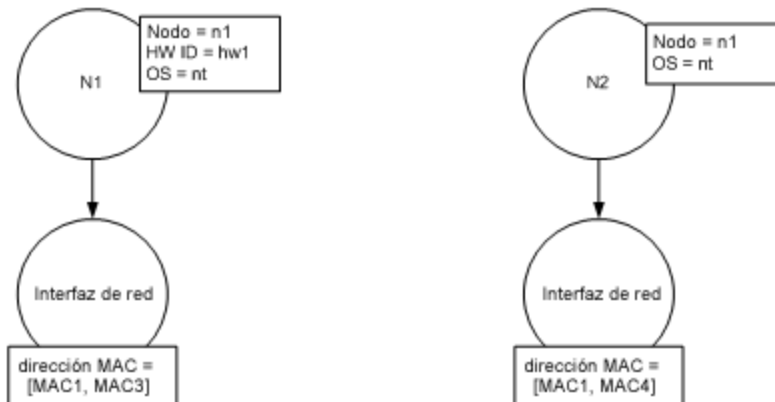 N1
Nodo = n1
HW ID = hw1
OS = nt
Interfaz de red
dirección MAC =
[MAC1, MAC3]
N2
Nodo = n1
OS = nt
Interfaz de red
dirección MAC =
[MAC1, MAC4]